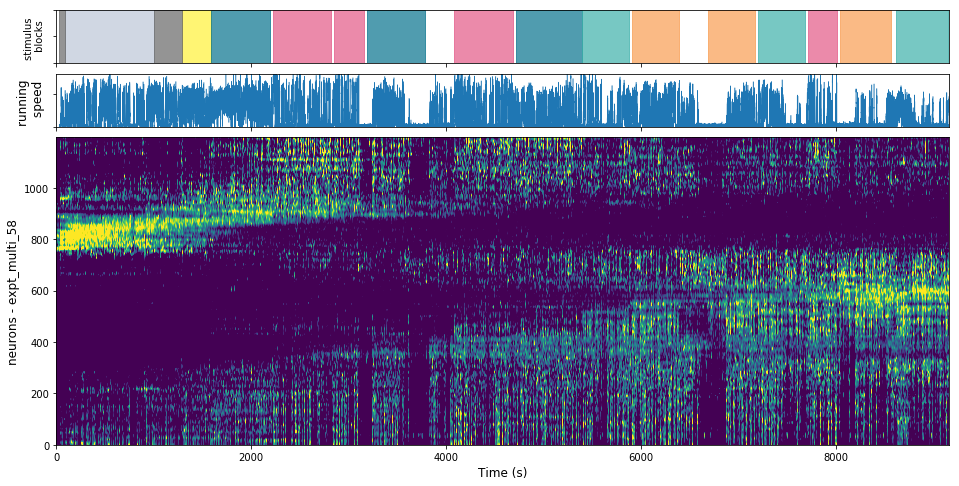 stimulus
blocks
running
speed
neurons - expt_multi_58
1000
800
600
400
200
0
0 2000 4000 6000 8000
Time (s)